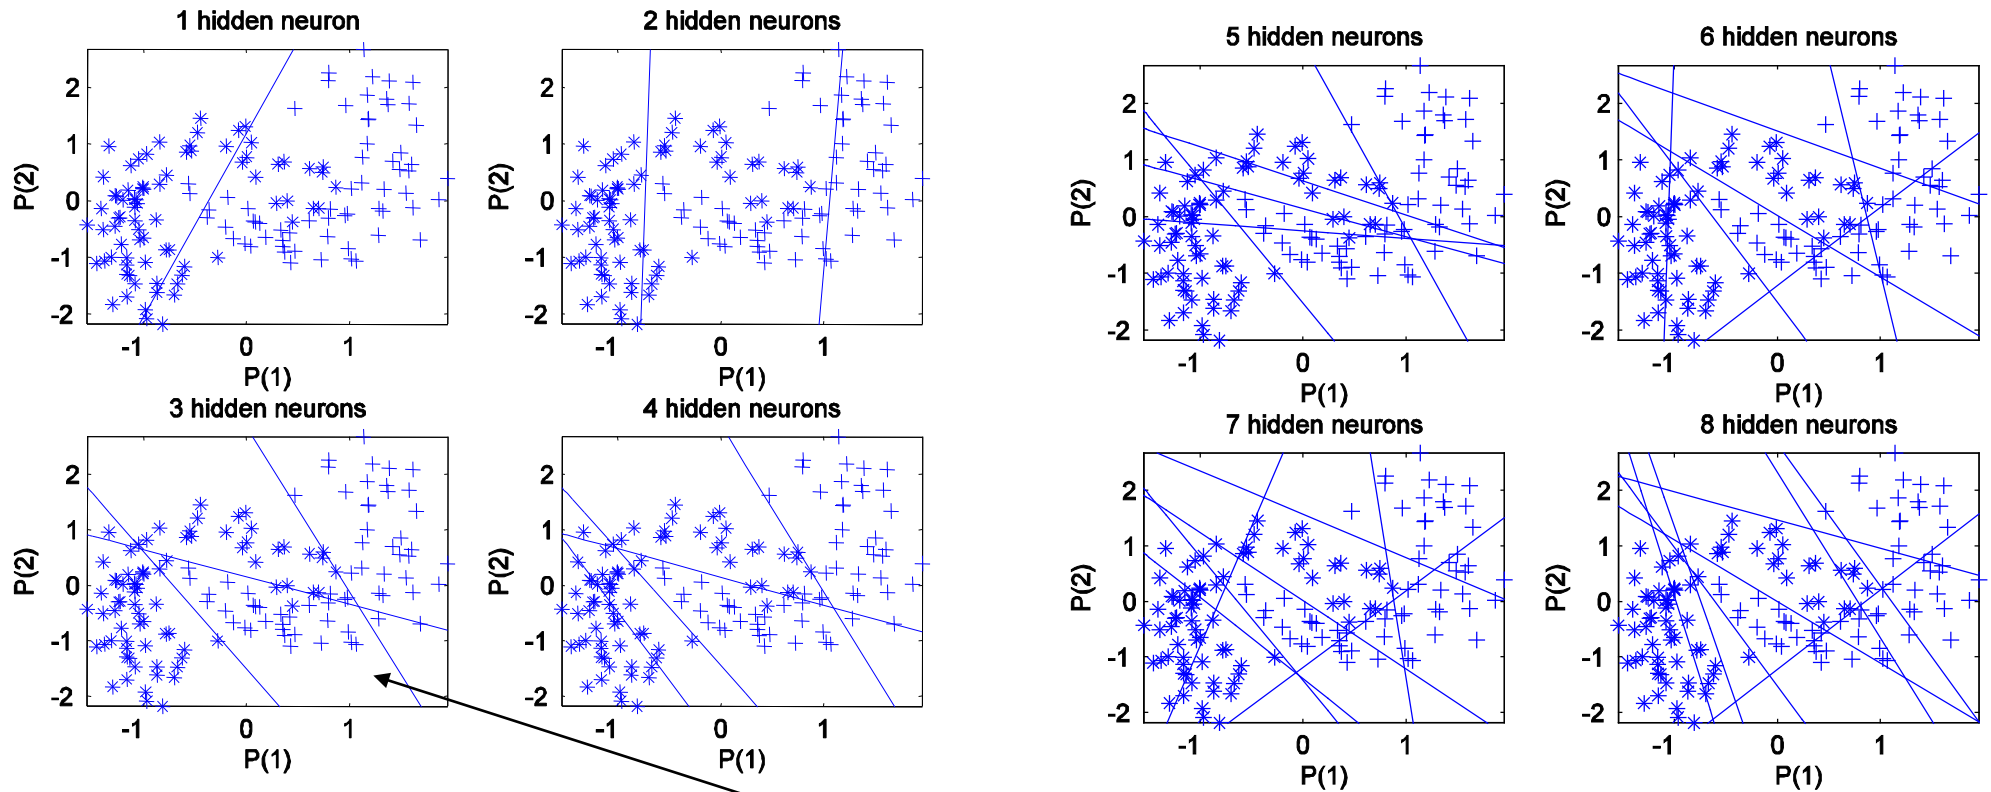 1 hidden neuron
2
1
0
-1
-2
P(2)
-1 0 1
P(1)
2 hidden neurons
2
1
0
-1
-2
P(2)
-1 0 1
P(1)
3 hidden neurons
2
1
0
-1
-2
P(2)
-1 0 1
P(1)
4 hidden neurons
2
1
0
-1
-2
P(2)
-1 0 1
P(1)
5 hidden neurons
2
1
0
-1
-2
P(2)
-1 0 1
P(1)
6 hidden neurons
2
1
0
-1
-2
P(2)
-1 0 1
P(1)
7 hidden neurons
2
1
0
-1
-2
P(2)
-1 0 1
P(1)
8 hidden neurons
2
1
0
-1
-2
P(2)
-1 0 1
P(1)